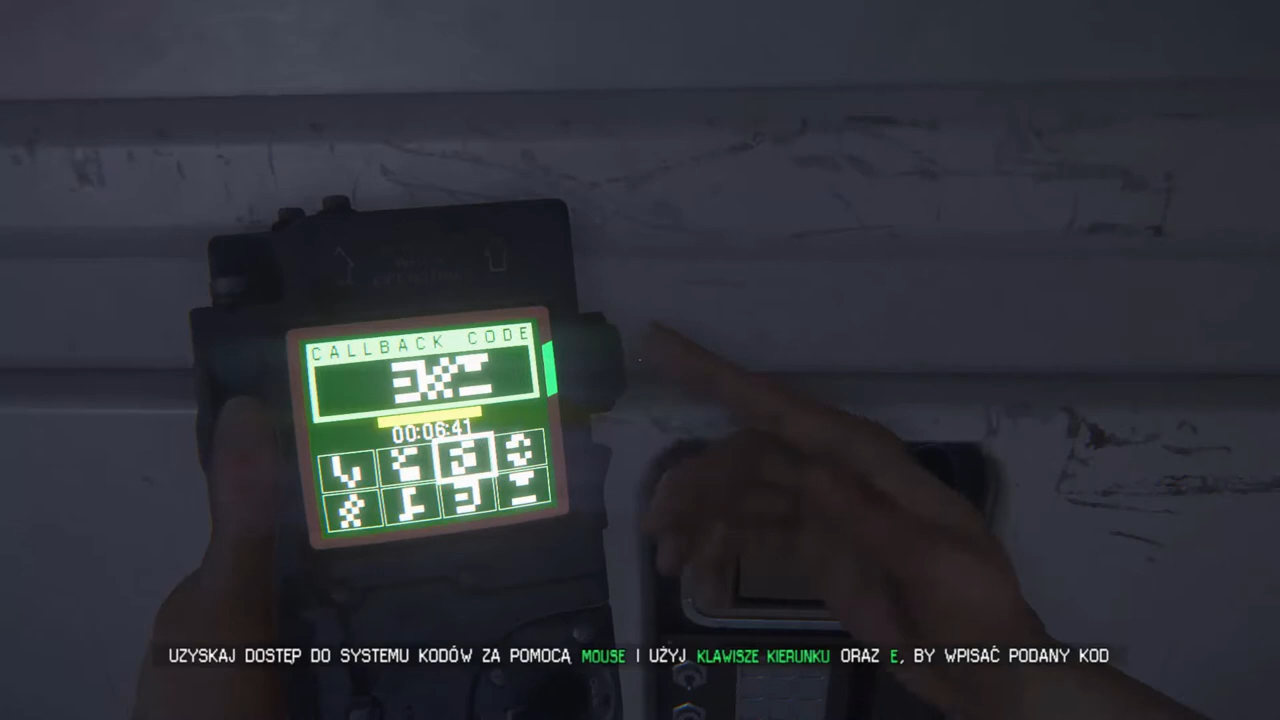 CALLBACK CODE
00:06:41
UZYSKAJ DOSTĘP DO SYSTEMU KODÓW ZA POMOCĄ MOUSE I UŻYJ KLAWISZE KIERUNKU ORAZ E, BY WPISAĆ PODANY KOD